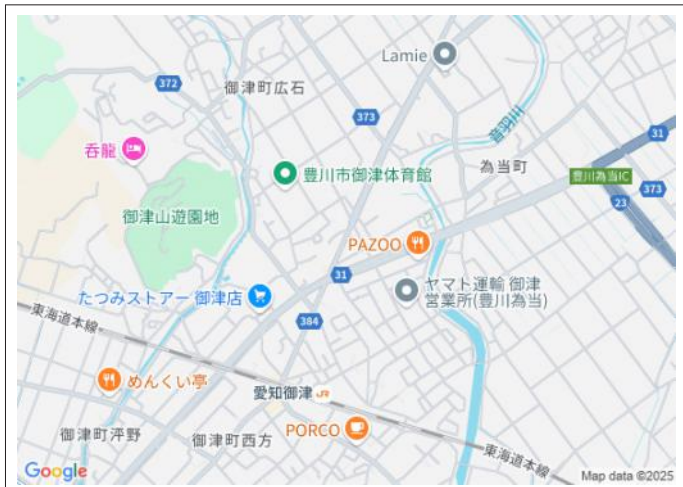 Lamie
372
御津町広石
373
音羽川
31
呑龍
豊川市御津体育館
為当町
豊川為当IC
373
23
御津山遊園地
PAZOO
31
ヤマト運輸 御津
営業所(豊川為当)
たつみストアー 御津店
384
東海道本線
愛知御津
JR
めんくい亭
御津町泙野
御津町西方
PORCO
東海道本線
Google
Map data ©2025